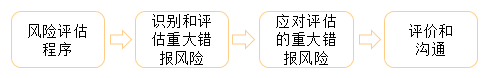 风险评估
程序
识别和评
估重大错
报风险
应对评估
的重大错
报风险
评价和
沟通